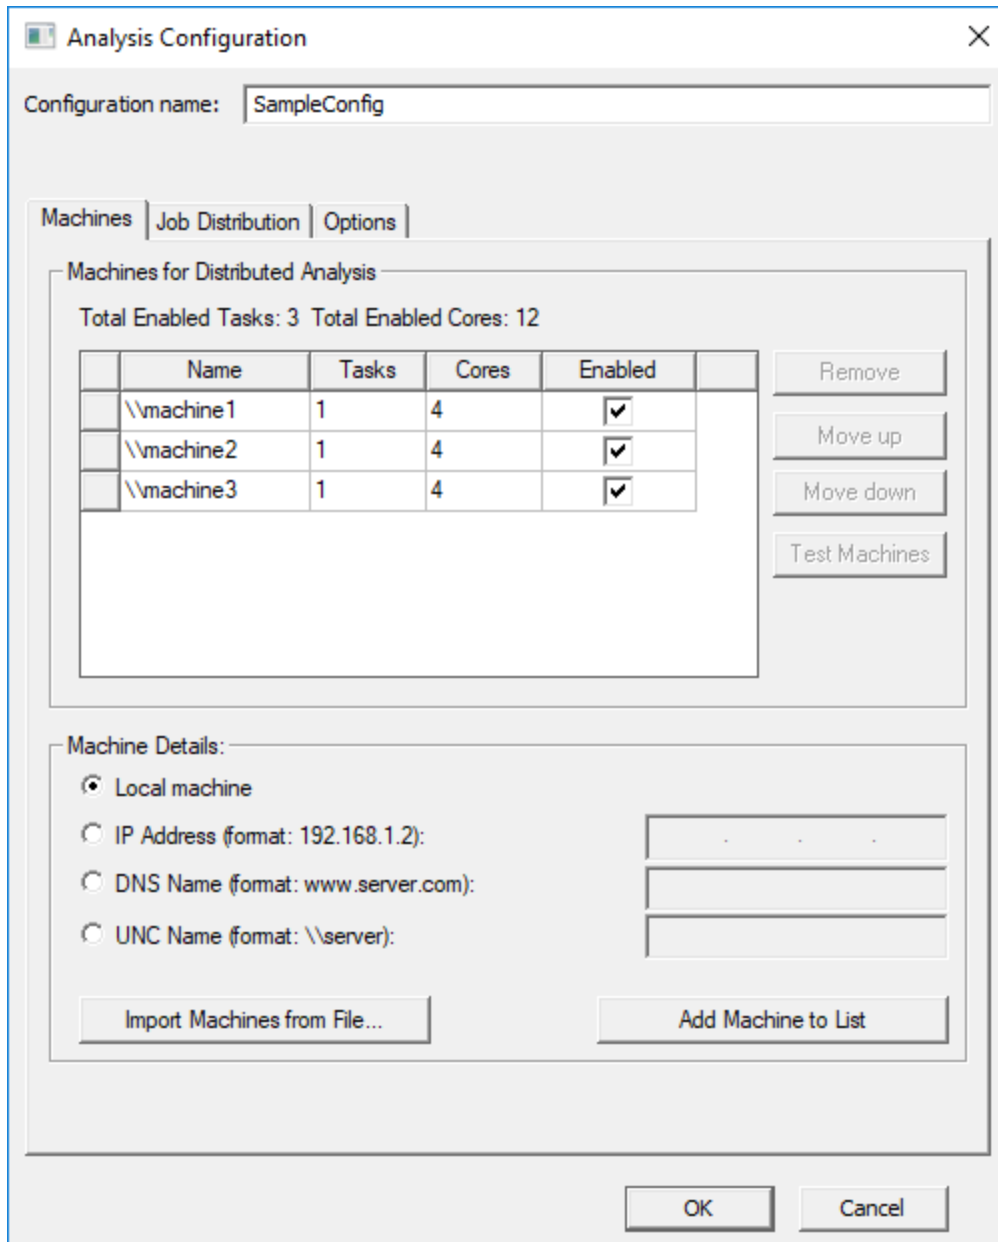 Analysis Configuration
Configuration name: SampleConfig
Machines Job Distribution Options
Machines for Distributed Analysis
Total Enabled Tasks: 3 Total Enabled Cores: 12
Name Tasks Cores Enabled
\\machine1 1 4
\\machine2 1 4
\\machine3 1 4
Remove
Move up
Move down
Test Machines
Machine Details:
Local machine
IP Address (format: 192.168.1.2): . . .
DNS Name (format: www.server.com):
UNC Name (format: \\server):
Import Machines from File... Add Machine to List
OK Cancel